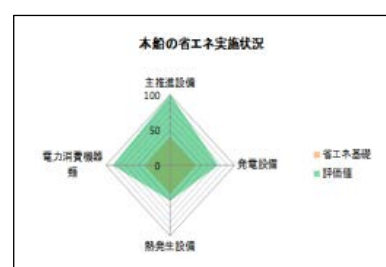 本船の省エネ実施状況
主推進設備
100
50
0
電力消費機器
類
発電設備
熱発生設備
省エネ基礎
評価値